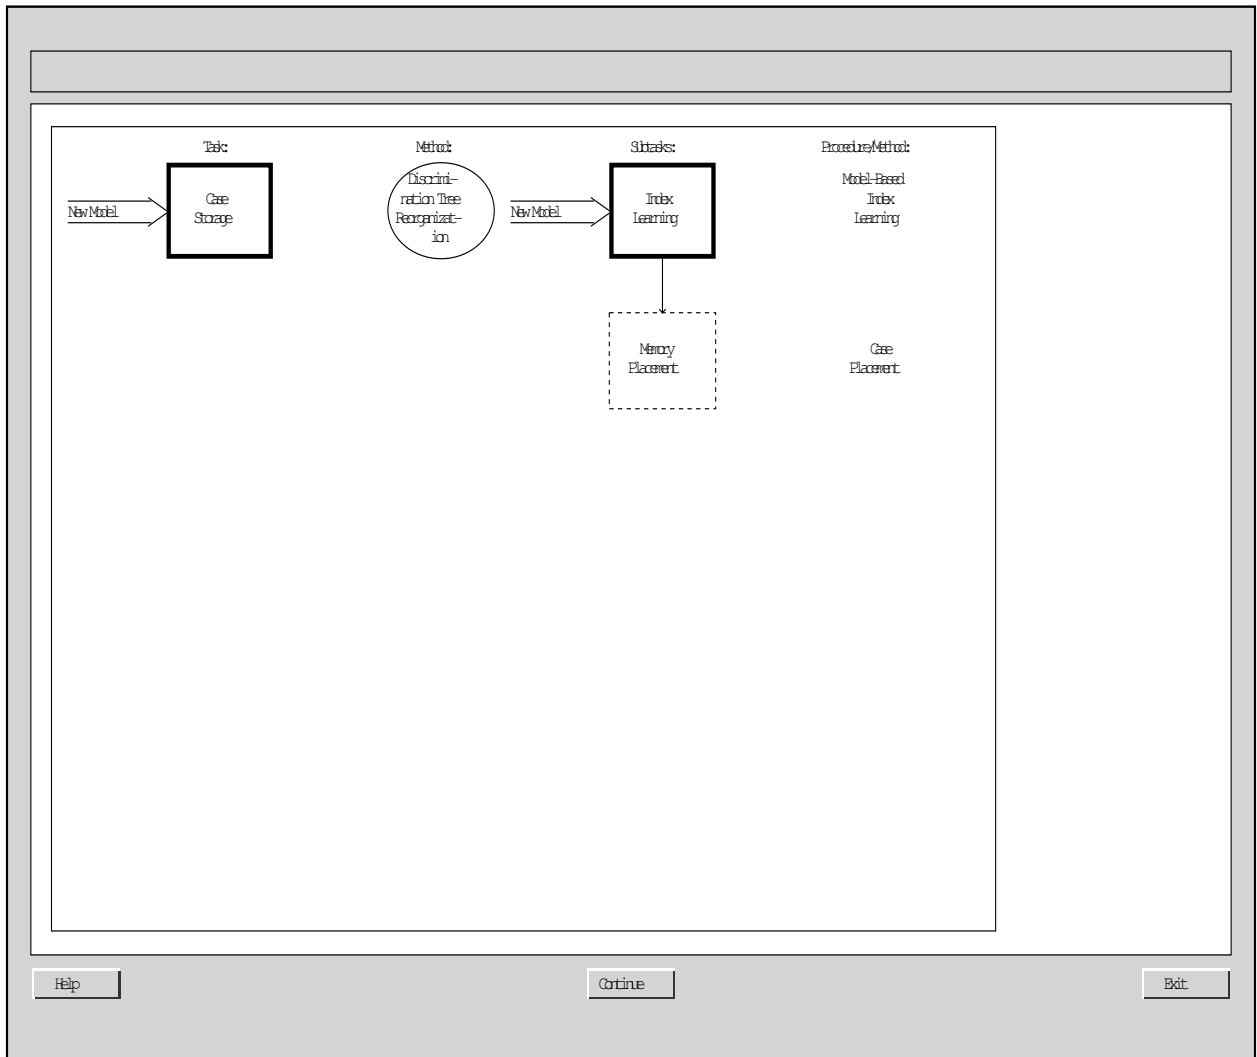 Task:
Method:
Subtasks:
Procedure/Method:
New Model
Case
Storage
Discrimi-
nation Tree
Reorganizat-
ion
New Model
Index
Learning
Model-Based
Index
Learning
Memory
Placement
Case
Placement
Help
Continue
Exit